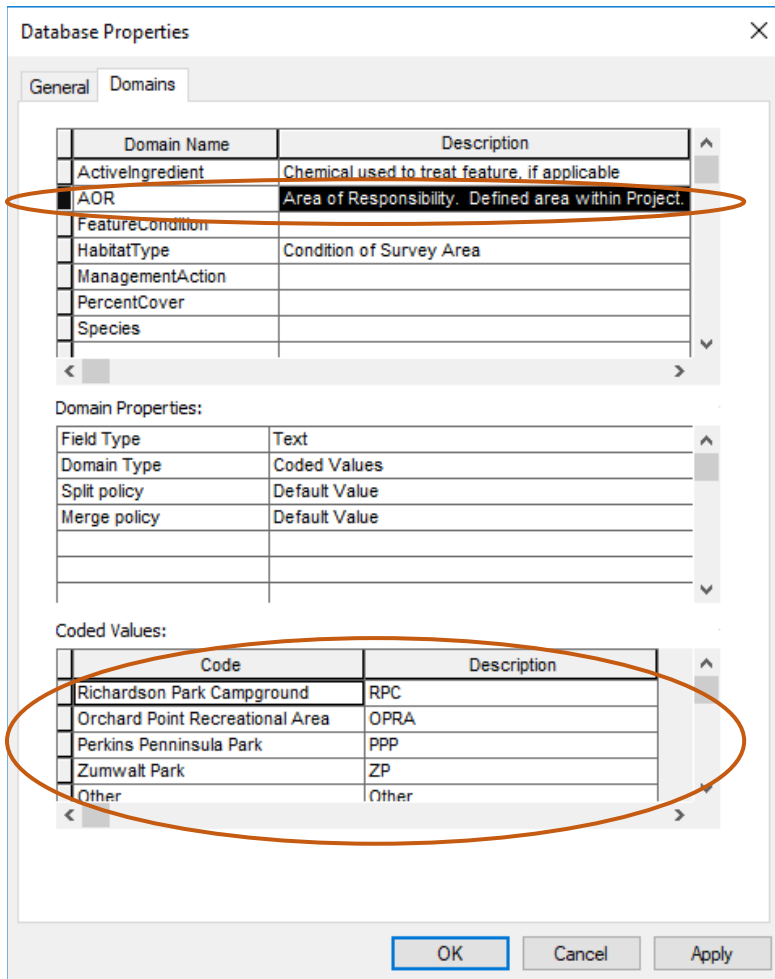 Database Properties
General Domains
Domain Name Description
ActiveIngredient Chemical used to treat feature, if applicable
AOR Area of Responsibility. Defined area within Project.
FeatureCondition
HabitatType Condition of Survey Area
ManagementAction
PercentCover
Species
Domain Properties:
Field Type Text
Domain Type Coded Values
Split policy Default Value
Merge policy Default Value
Coded Values:
Code Description
Richardson Park Campground RPC
Orchard Point Recreational Area OPRA
Perkins Penninsula Park PPP
Zumwalt Park ZP
Other Other
OK Cancel Apply